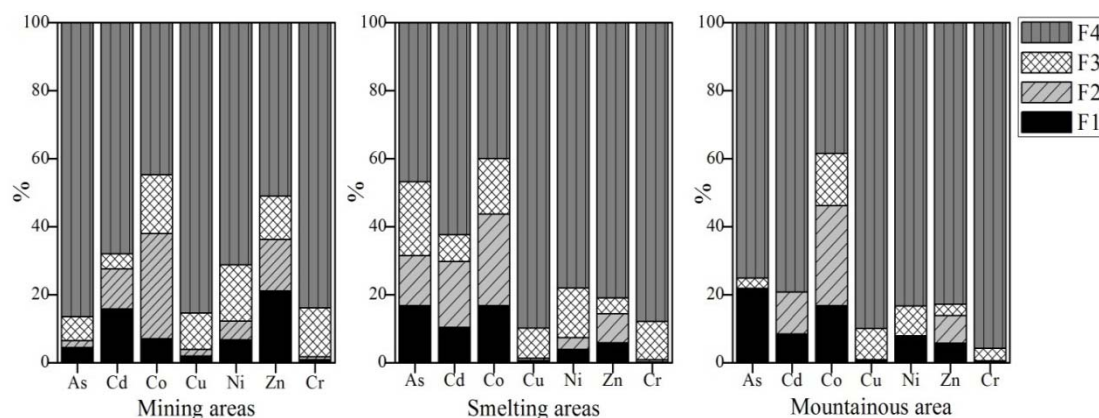 100
80
60
40
20
0
%
As Cd Co Cu Ni Zn Cr
Mining areas
100
80
60
40
20
0
%
As Cd Co Cu Ni Zn Cr
Smelting areas
100
80
60
40
20
0
%
As Cd Co Cu Ni Zn Cr
Mountainous area
F4
F3
F2
F1